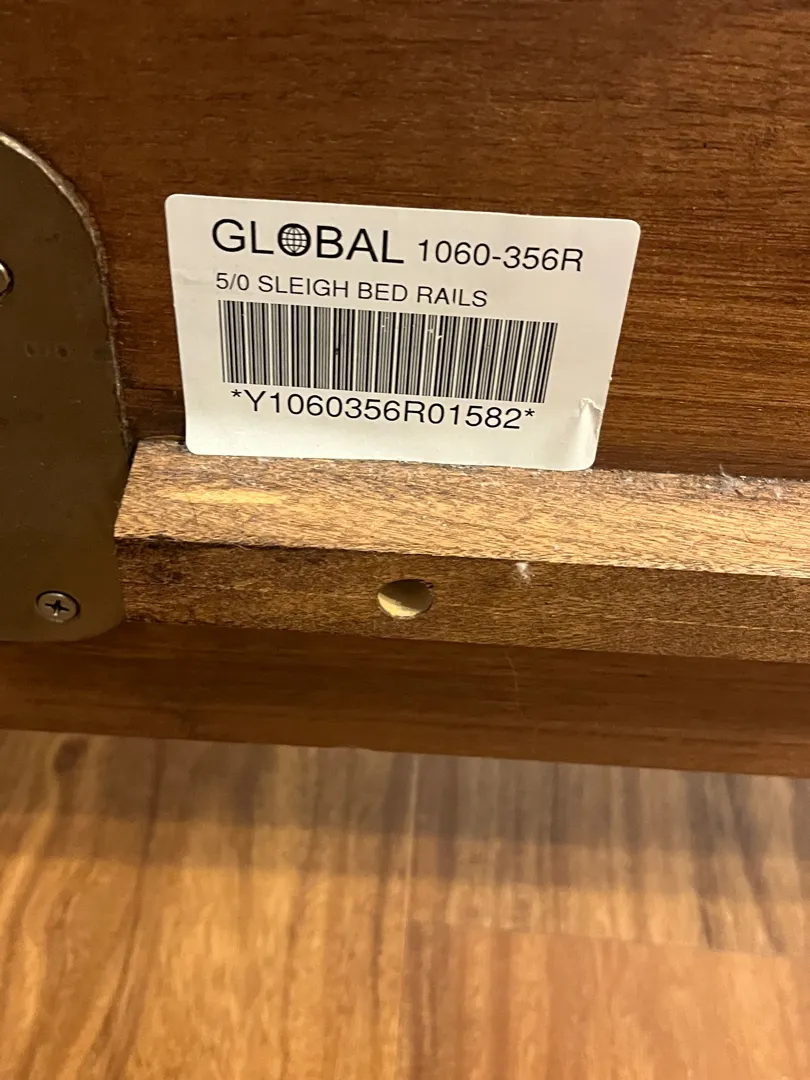 GLOBAL 1060-356R
5/0 SLEIGH BED RAILS
*Y1060356R01582*